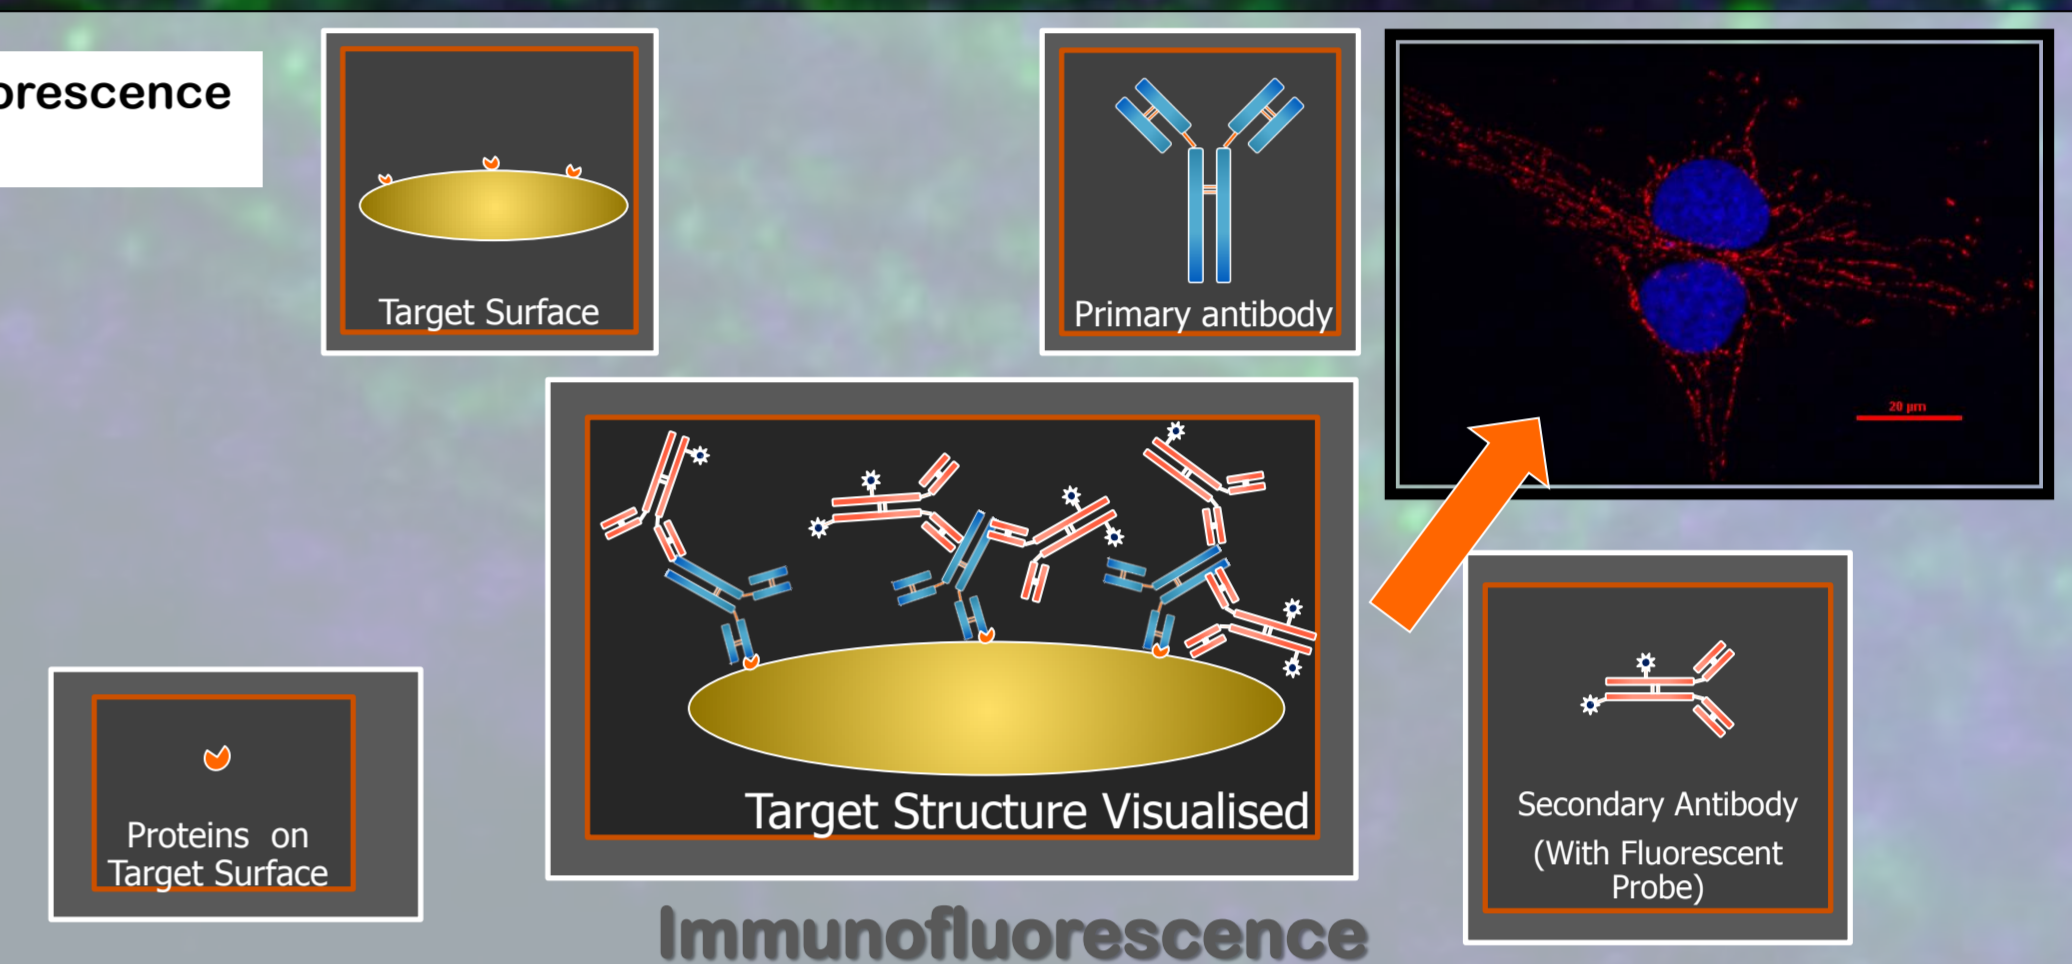 orescence
Target Surface
Primary antibody
20 µm
Target Structure Visualised
Proteins on
Target Surface
Secondary Antibody
(With Fluorescent
Probe)
Immunofluorescence